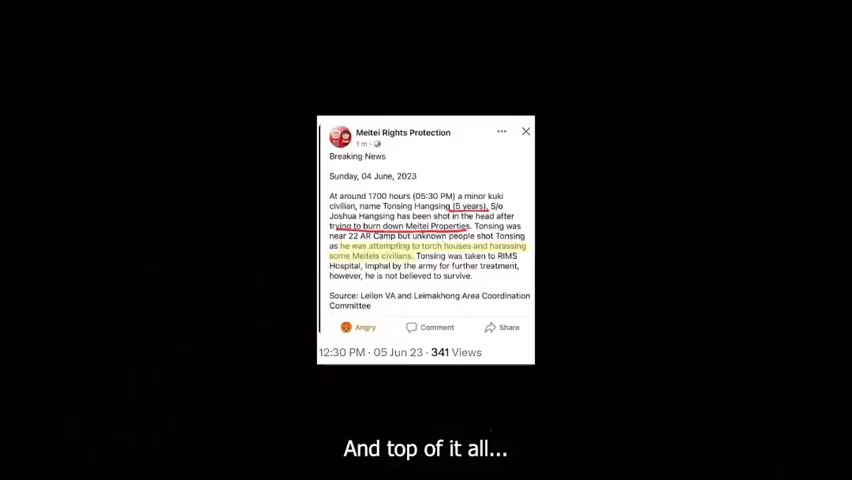 Meitei Rights Protection
1 m
Breaking News
Sunday, 04 June, 2023
At around 1700 hours (05:30 PM) a minor kuki
civilian, name Tonsing Hangsing (5 years), S/o
Joshua Hangsing has been shot in the head after
trying to burn down Meitei Properties. Tonsing was
near 22 AR Camp but unknown people shot Tonsing
as he was attempting to torch houses and harassing
some Meiteis civilians. Tonsing was taken to RIMS
Hospital, Imphal by the army for further treatment,
however, he is not believed to survive.
Source: Leilon VA and Leimakhong Area Coordination
Committee
Angry Comment Share
12:30 PM · 05 Jun 23 · 341 Views
And top of it all...